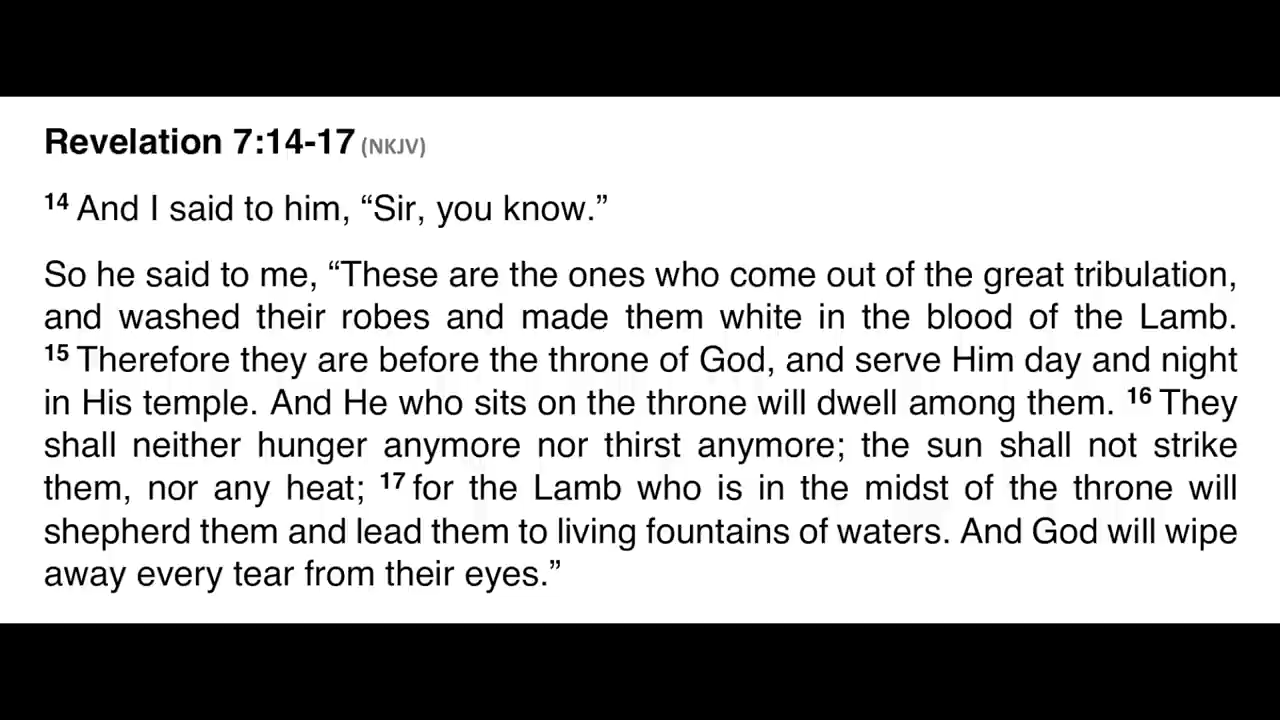 Revelation 7:14-17 (NKJV)
14 And I said to him, “Sir, you know.”
So he said to me, “These are the ones who come out of the great tribulation,
and washed their robes and made them white in the blood of the Lamb.
15 Therefore they are before the throne of God, and serve Him day and night
in His temple. And He who sits on the throne will dwell among them. 16 They
shall neither hunger anymore nor thirst anymore; the sun shall not strike
them, nor any heat; 17 for the Lamb who is in the midst of the throne will
shepherd them and lead them to living fountains of waters. And God will wipe
away every tear from their eyes.”